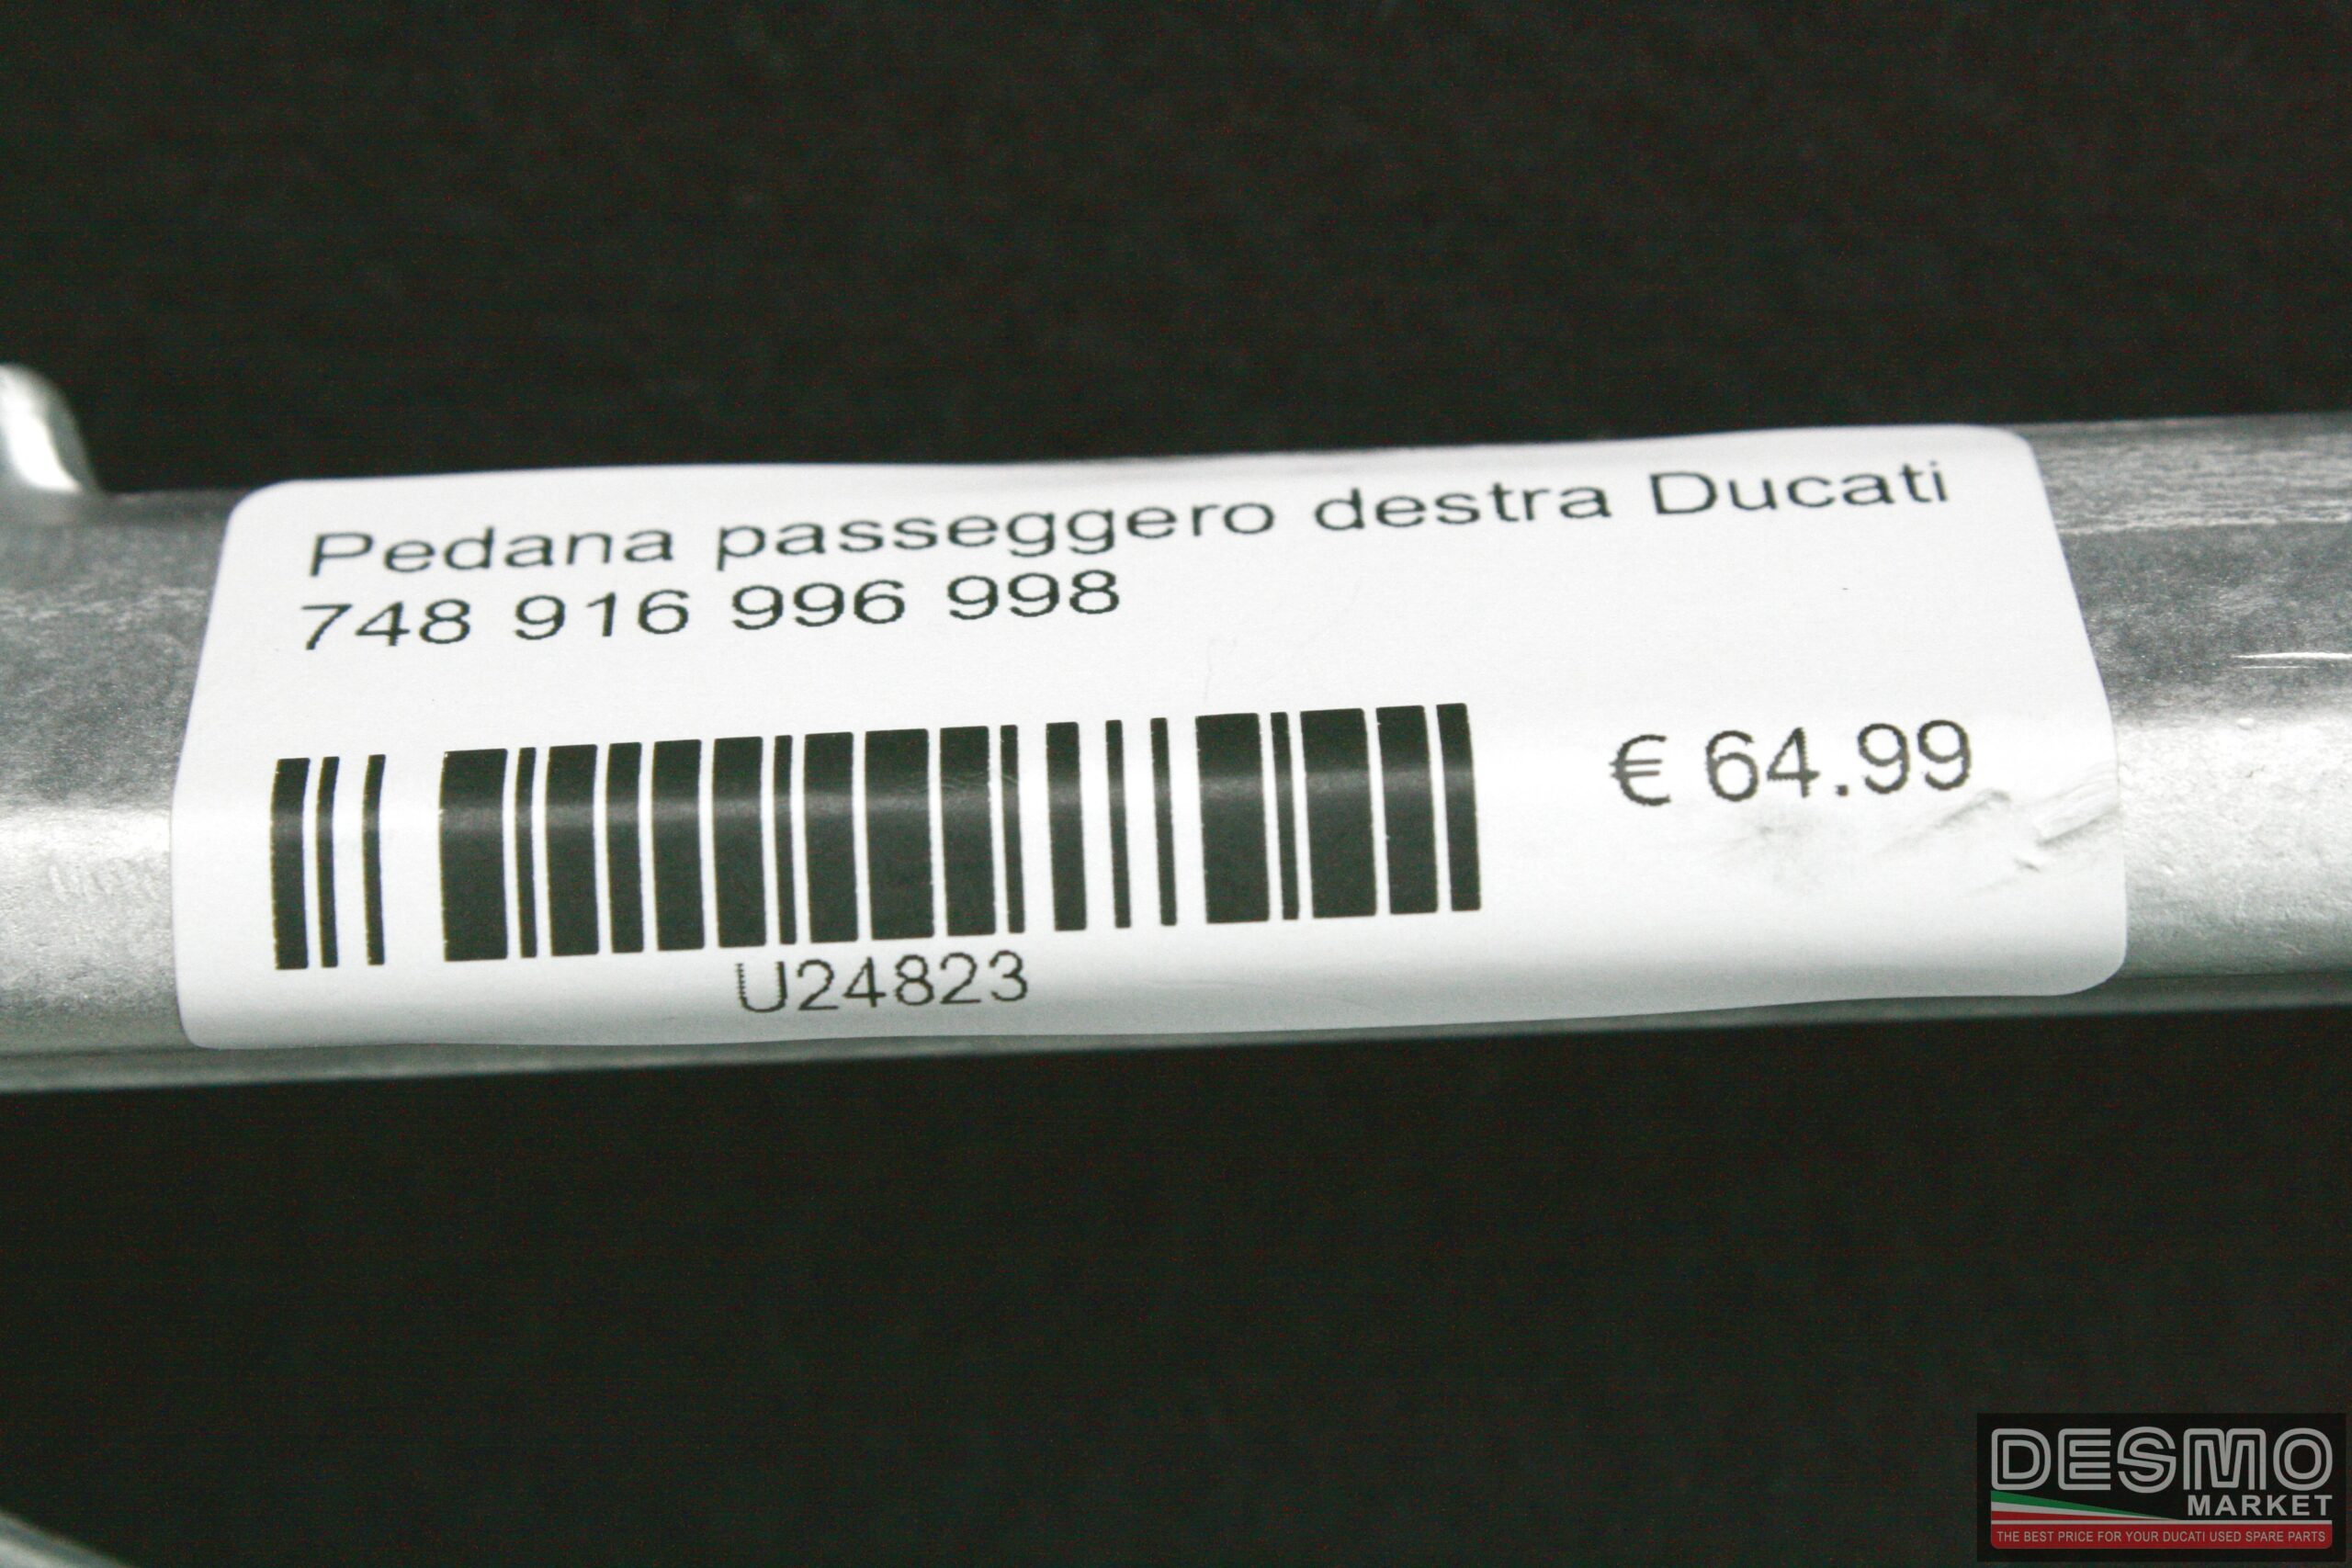 Pedana passeggero destra Ducati
748 916 996 998
€ 64.99
U24823
DESMO
MARKET
THE BEST PRICE FOR YOUR DUCATI USED SPARE PARTS